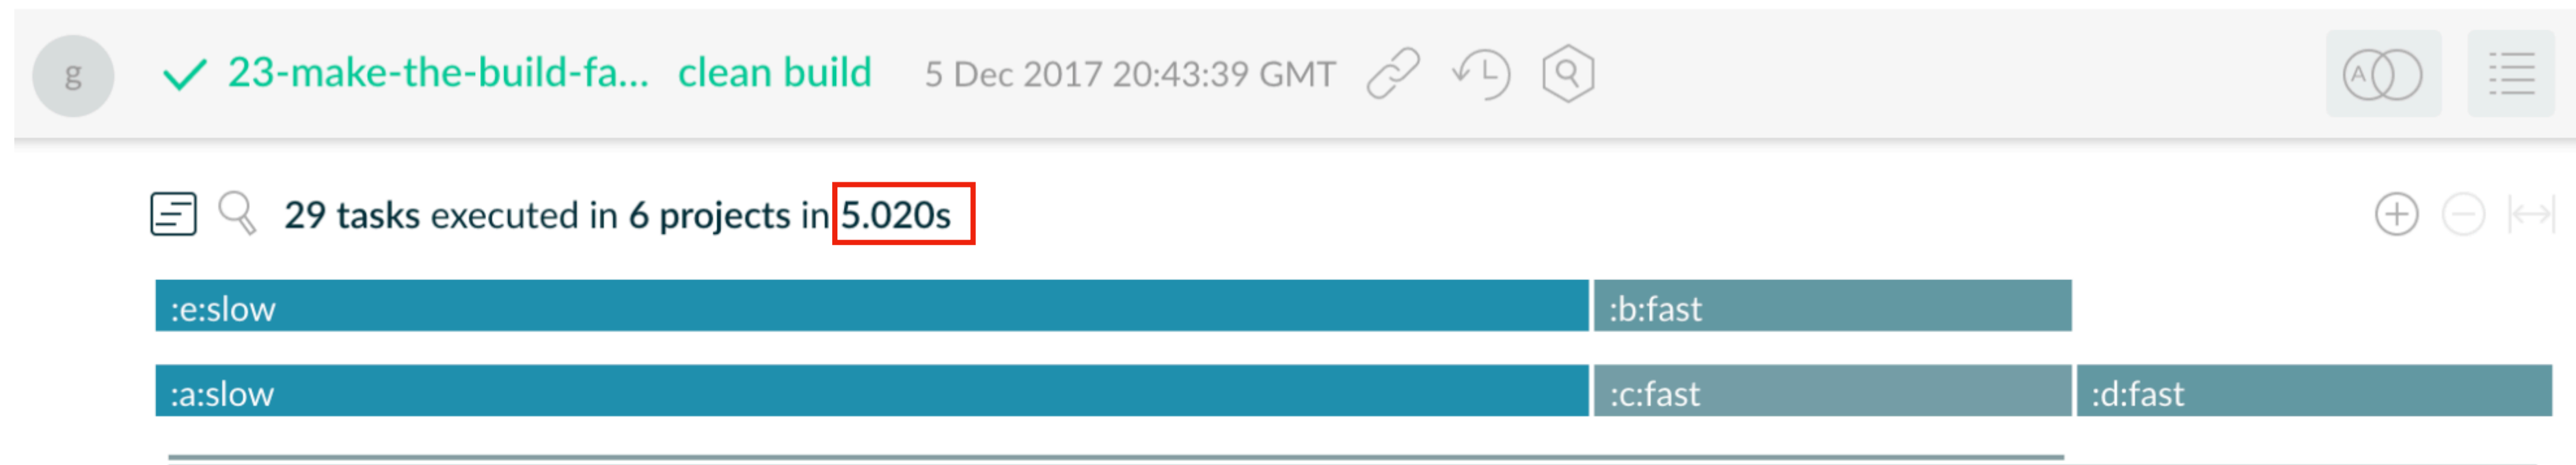 g 23-make-the-build-fa... clean build 5 Dec 2017 20:43:39 GMT A
29 tasks executed in 6 projects in 5.020s
:e:slow :b:fast
:a:slow :c:fast :d:fast